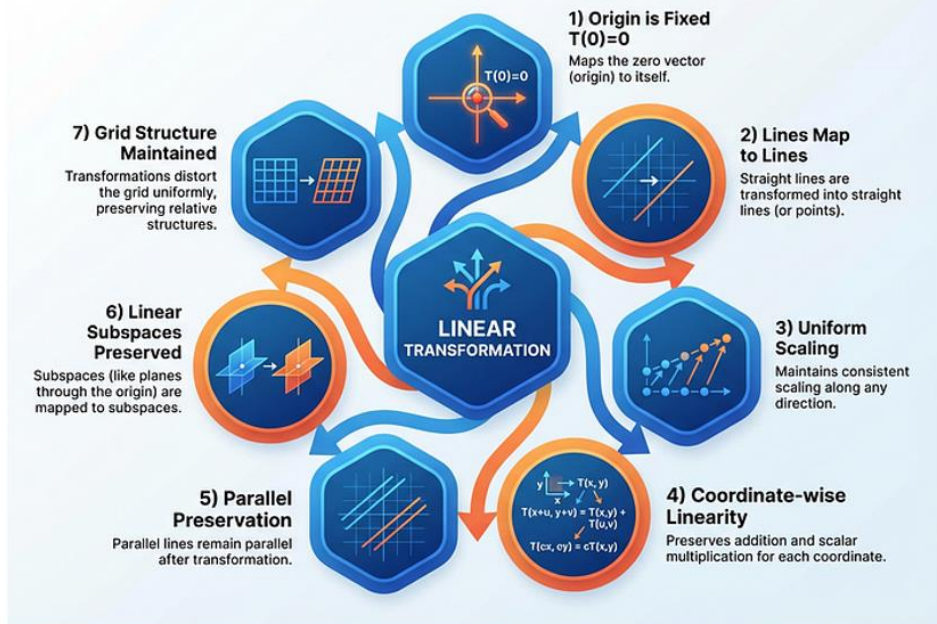 1) Origin is Fixed
T(0)=0
Maps the zero vector
(origin) to itself.
T(0)=0
2) Lines Map
to Lines
Straight lines are
transformed into straight
lines (or points).
3) Uniform
Scaling
Maintains consistent
scaling along any
direction.
4) Coordinate-wise
Linearity
Preserves addition and scalar
multiplication for each coordinate.
y
T(x, y)
x
T(x+u, y+v) = T(x,y) +
T(u,v)
T(cx, cy) = cT(x,y)
5) Parallel
Preservation
Parallel lines remain parallel
after transformation.
6) Linear
Subspaces
Preserved
Subspaces (like planes
through the origin) are
mapped to subspaces.
7) Grid Structure
Maintained
Transformations distort
the grid uniformly,
preserving relative
structures.
LINEAR
TRANSFORMATION